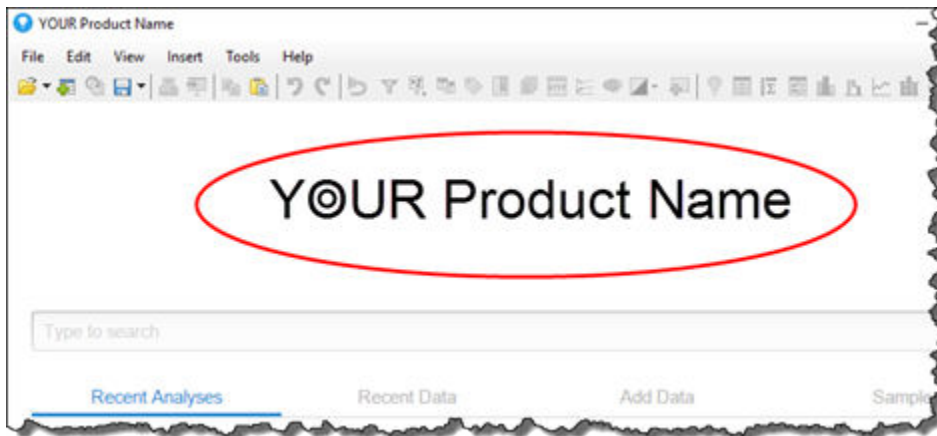 YOUR Product Name
File Edit View Insert Tools Help
Y◎UR Product Name
Type to search
Recent Analyses Recent Data Add Data Sample